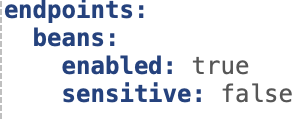 endpoints:
  beans:
    enabled: true
    sensitive: false